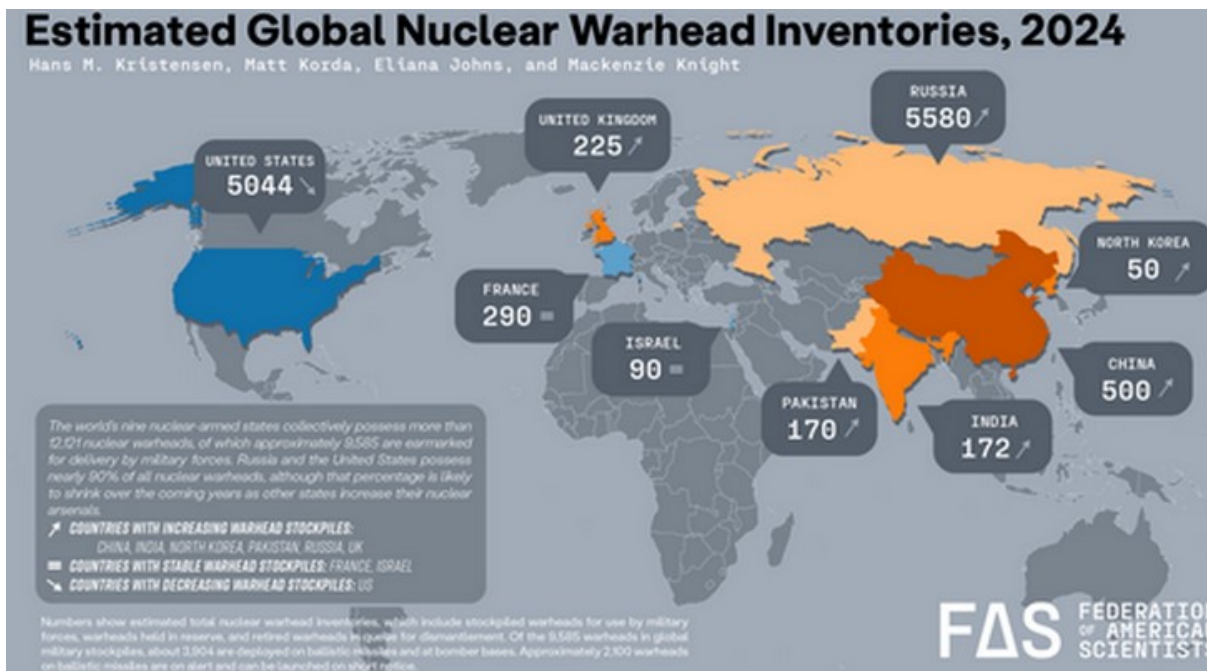 Estimated Global Nuclear Warhead Inventories, 2024
Hans M. Kristensen, Matt Korda, Eliana Johns, and Mackenzie Knight
RUSSIA
5580
UNITED KINGDOM
225
UNITED STATES
5044
NORTH KOREA
50
FRANCE
290
ISRAEL
90
CHINA
500
PAKISTAN
170
INDIA
172
The world's nine nuclear-armed states collectively possess more than
12,121 nuclear warheads, of which approximately 9,585 are earmarked
for delivery by military forces. Russia and the United States possess
nearly 90% of all nuclear warheads, although that percentage is likely
to shrink over the coming years as other states increase their nuclear
arsenals.
COUNTRIES WITH INCREASING WARHEAD STOCKPILES:
CHINA, INDIA, NORTH KOREA, PAKISTAN, RUSSIA, UK
COUNTRIES WITH STABLE WARHEAD STOCKPILES: FRANCE, ISRAEL
COUNTRIES WITH DECREASING WARHEAD STOCKPILES: US
Numbers show estimated total nuclear warhead inventories, which include stockpiled warheads for use by military
forces, warheads held in reserve, and retired warheads in queue for dismantlement. Of the 9,585 warheads in global
military stockpiles, about 3,904 are deployed on ballistic missiles and at bomber bases. Approximately 2,100 warheads
on ballistic missiles are on alert and can be launched on short notice.
FAS
FEDERATION
OF AMERICAN
SCIENTISTS